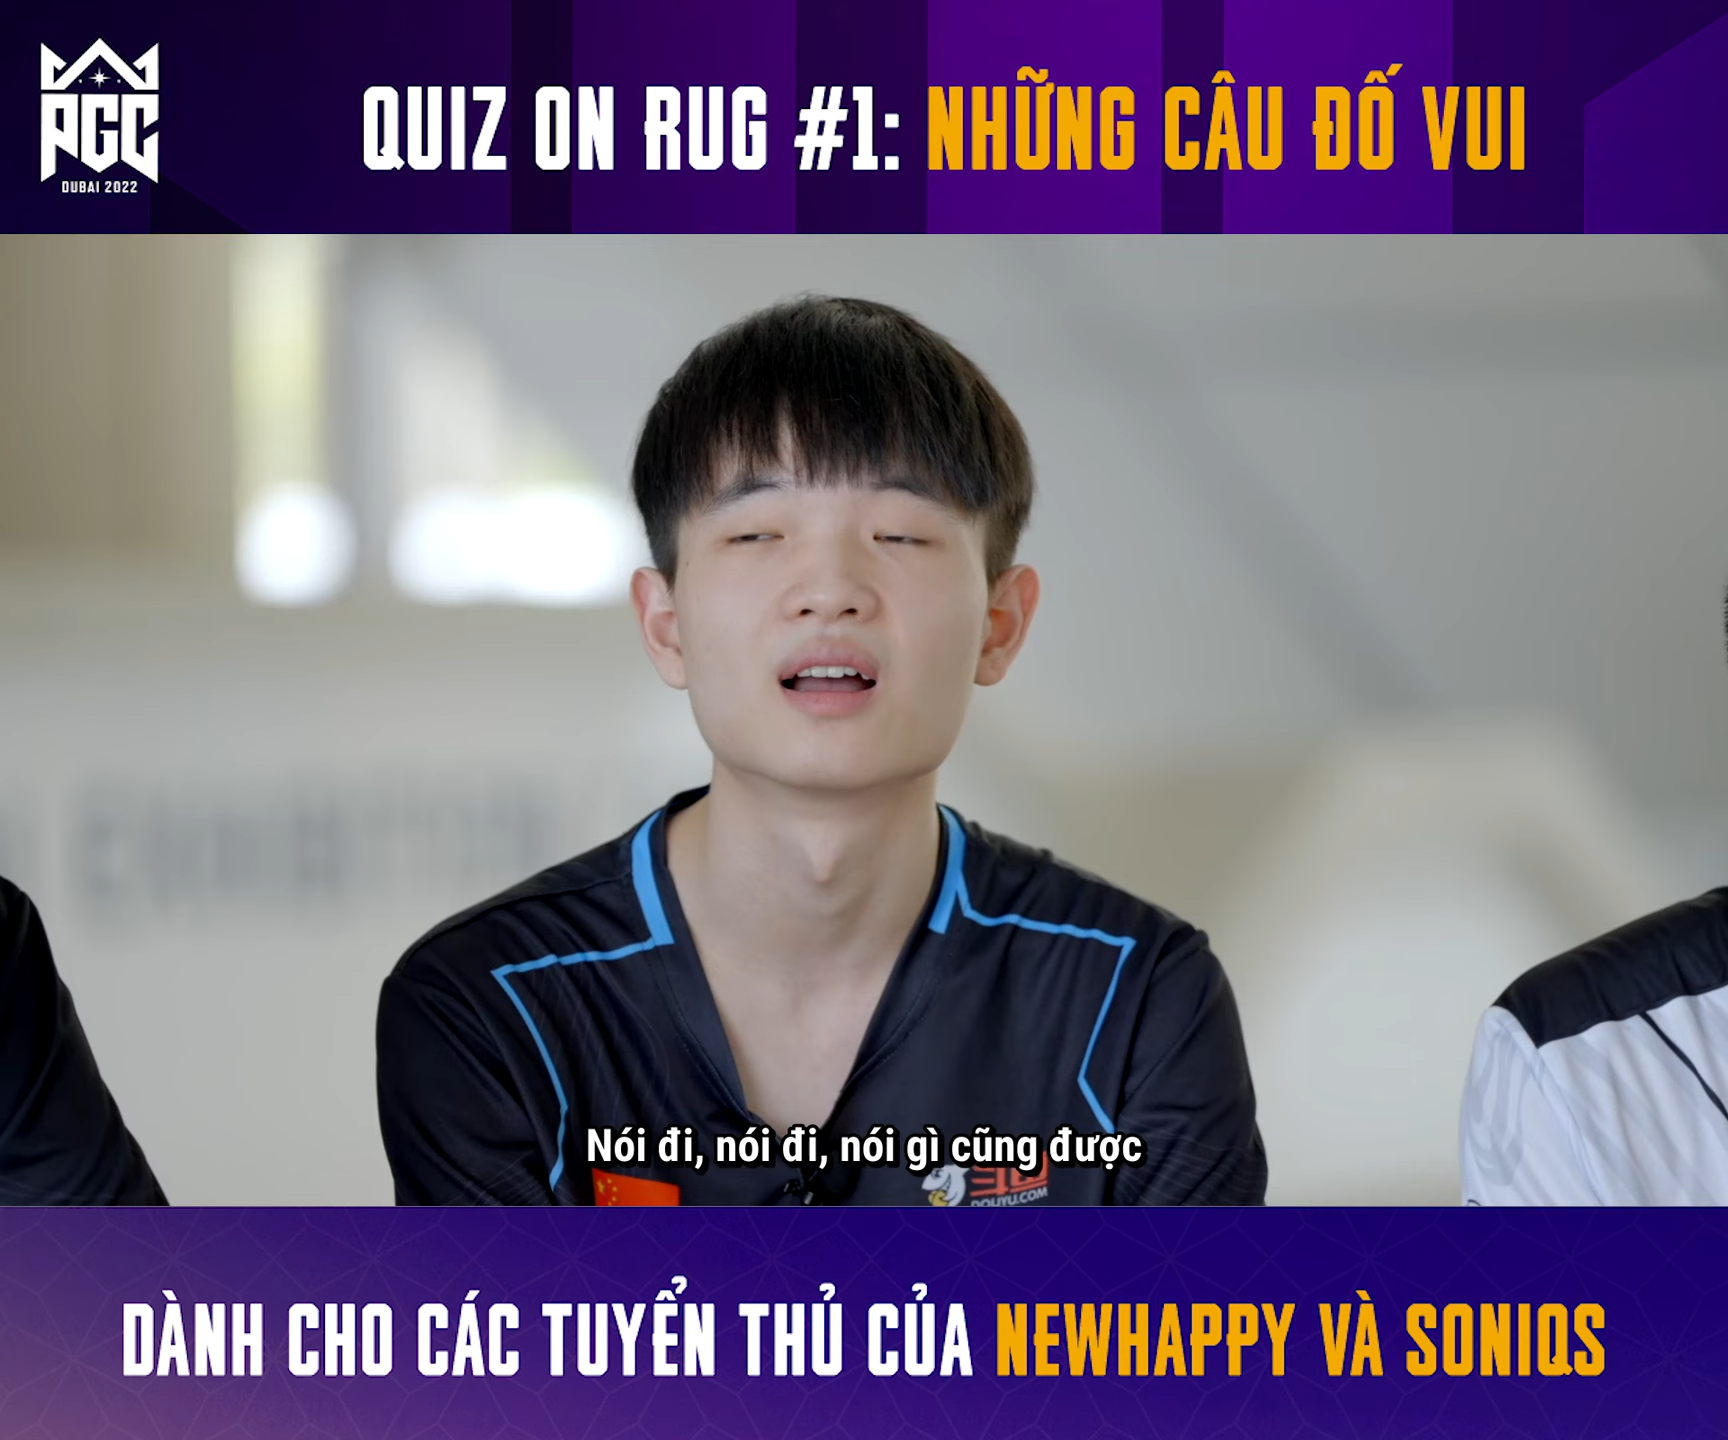 PGC
DUBAI 2022
QUIZ ON RUG #1: NHỮNG CÂU ĐỐ VUI
Nói đi, nói đi, nói gì cũng được
DOUYU.COM
DÀNH CHO CÁC TUYỂN THỦ CỦA NEWHAPPY VÀ SONIQS